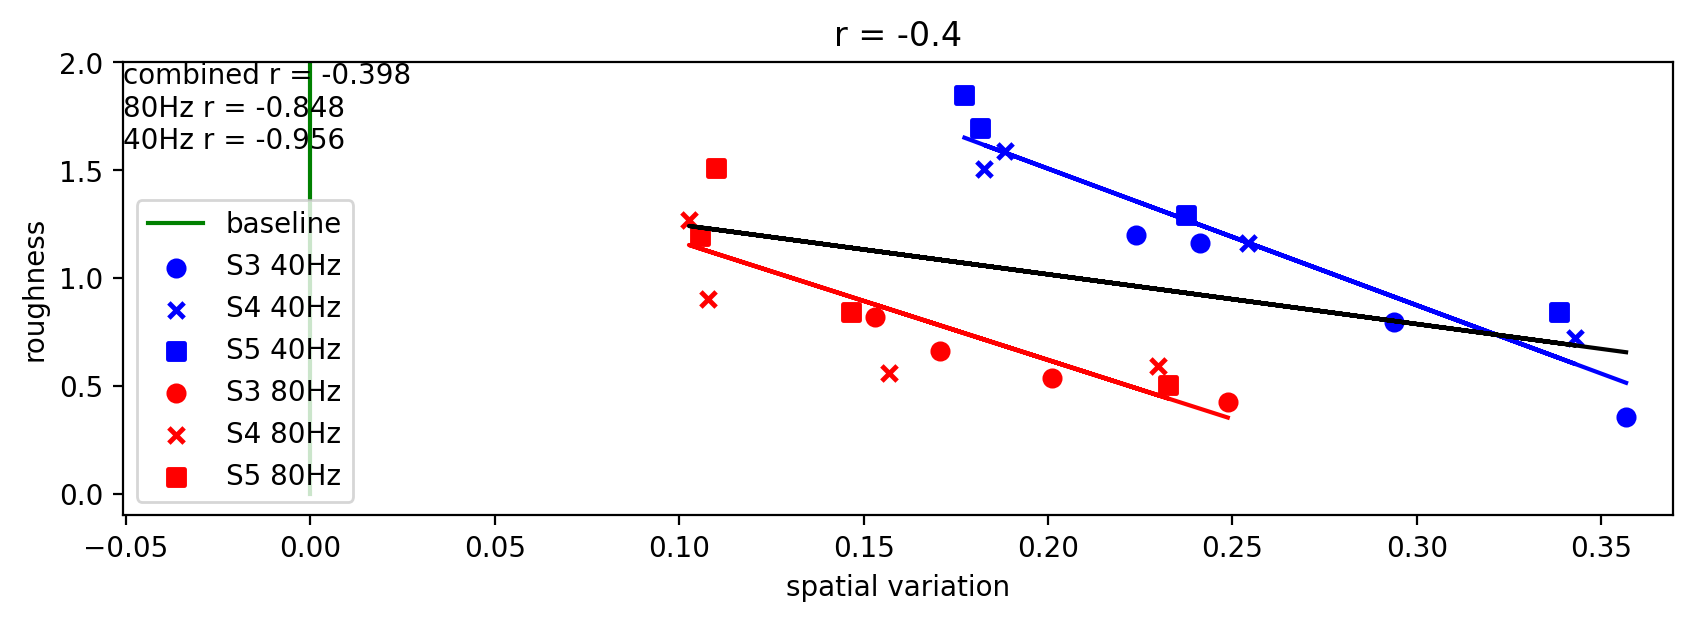 r = -0.4
combined r = -0.398
80Hz r = -0.848
40Hz r = -0.956
baseline
S3 40Hz
S4 40Hz
S5 40Hz
S3 80Hz
S4 80Hz
S5 80Hz
roughness
2.0
1.5
1.0
0.5
0.0
−0.05 0.00 0.05 0.10 0.15 0.20 0.25 0.30 0.35
spatial variation